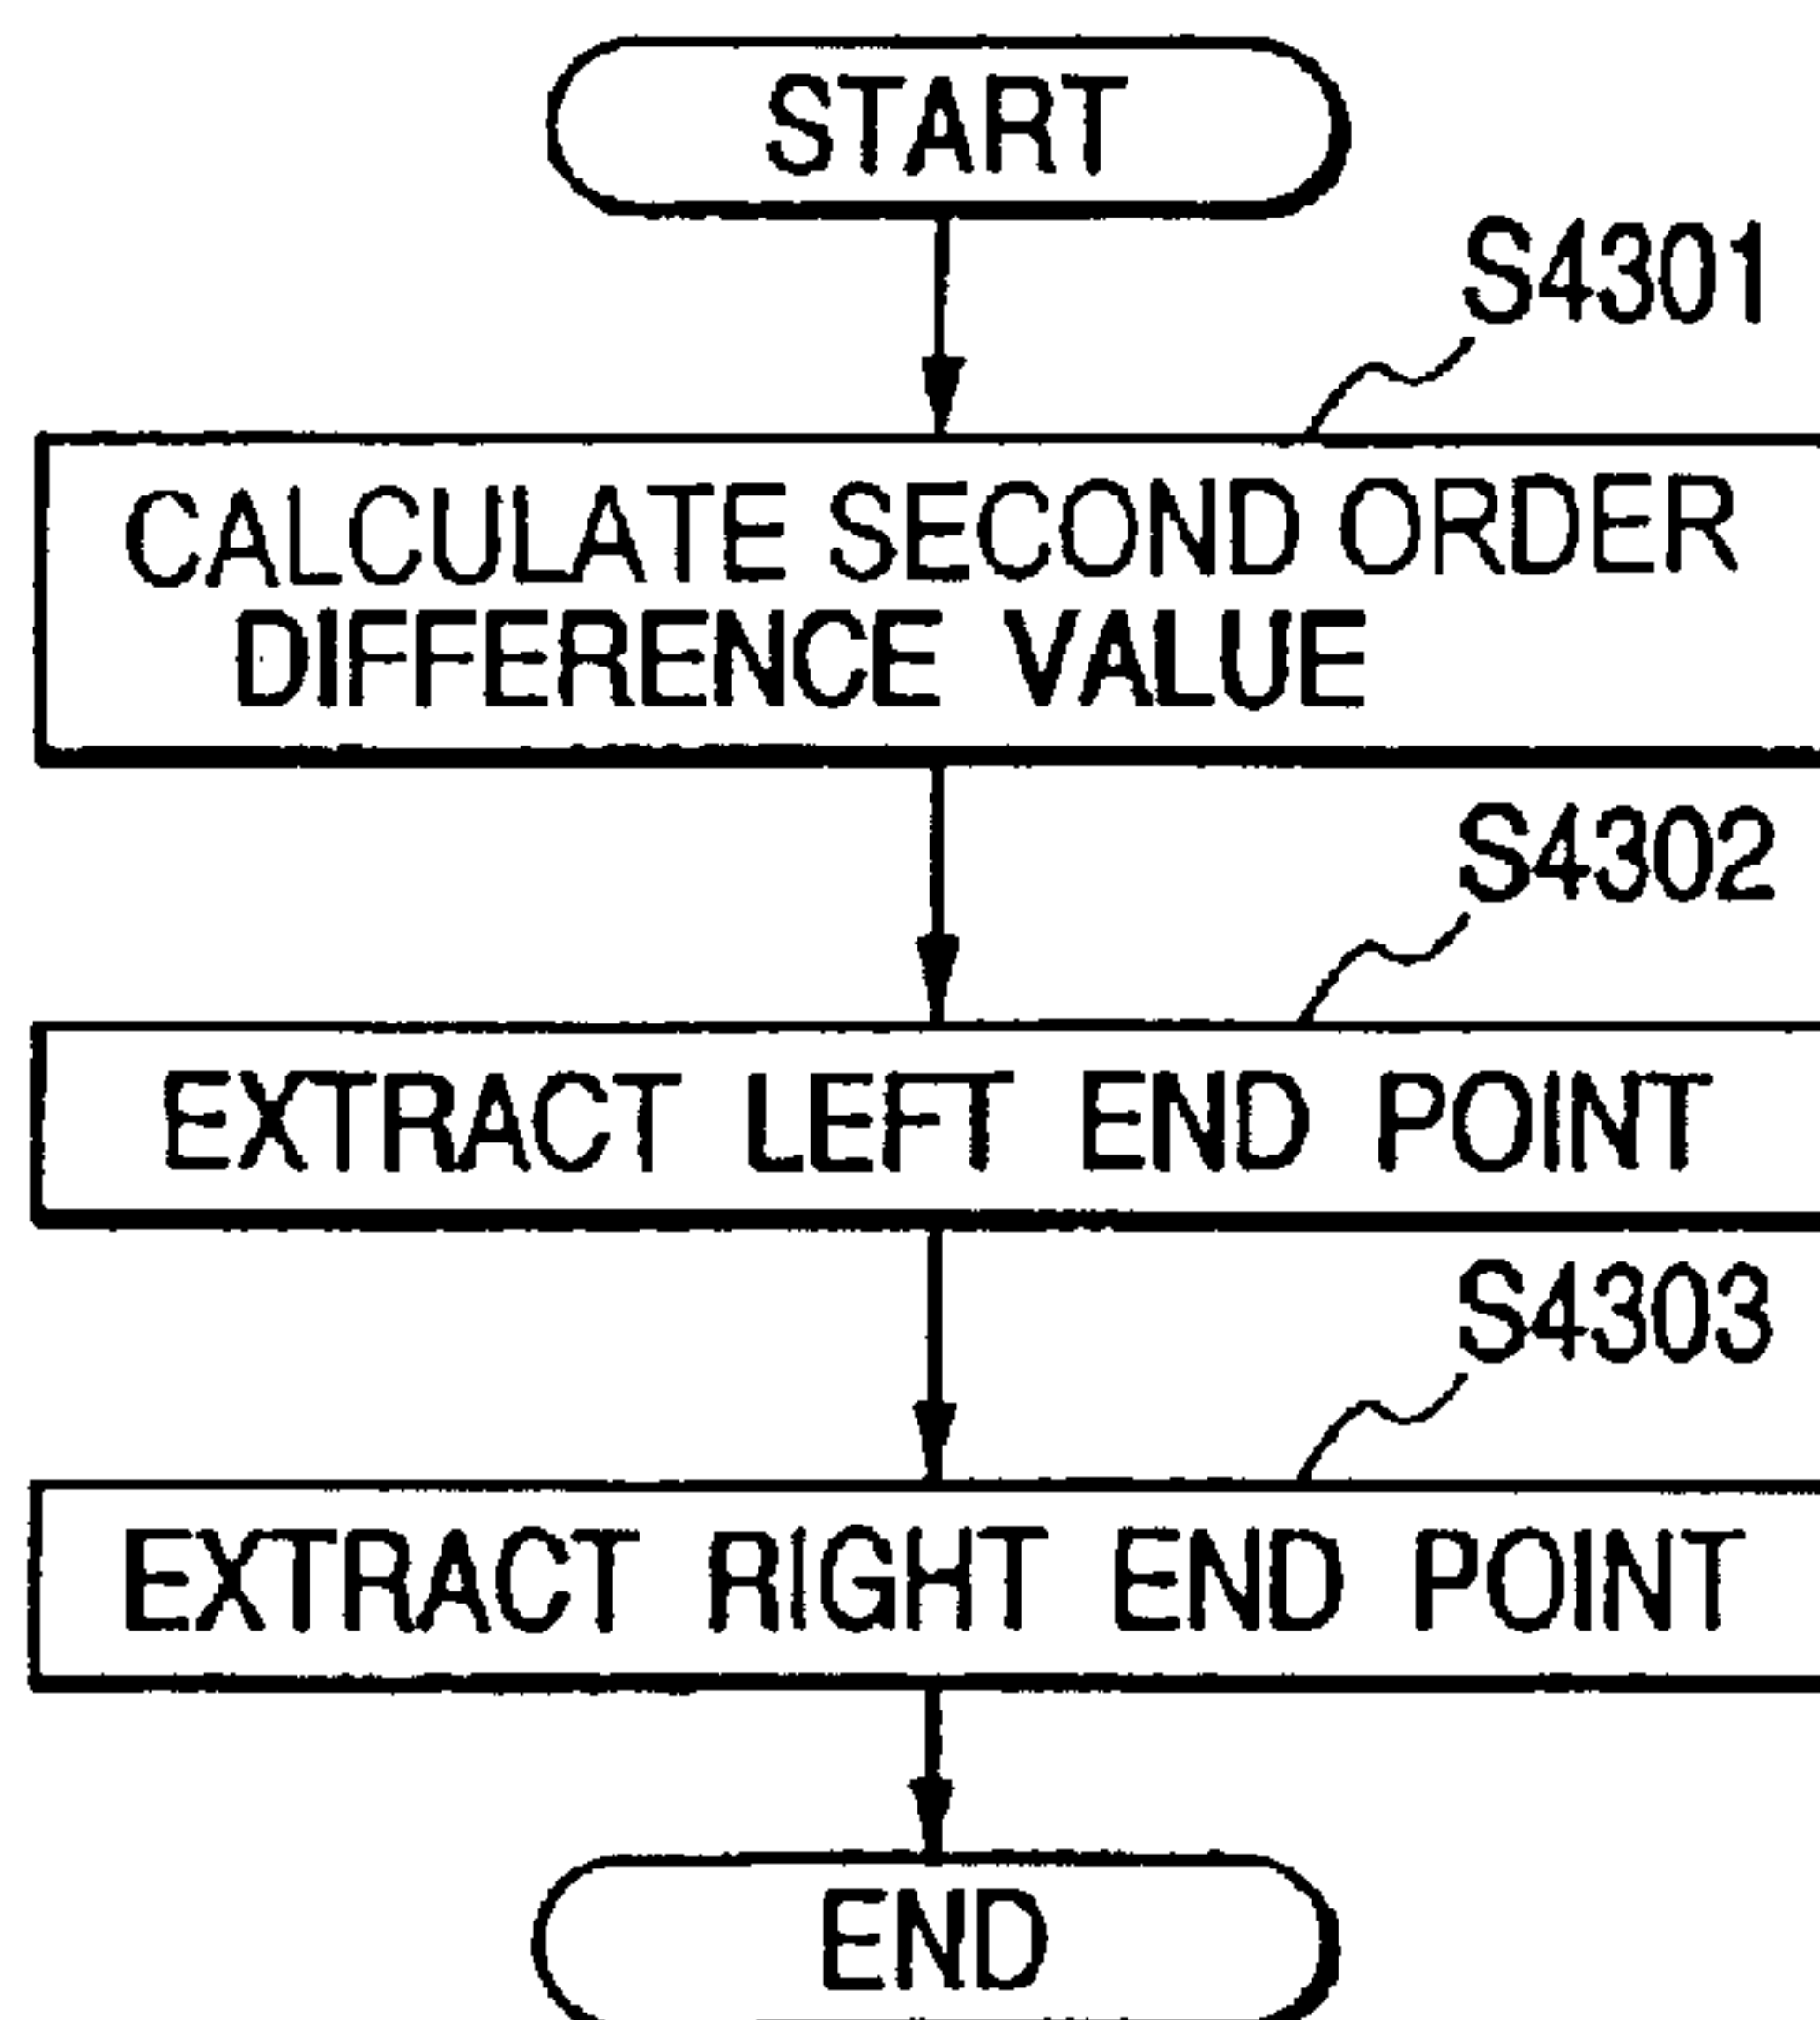 START
S4301
CALCULATE SECOND ORDER
DIFFERENCE VALUE
S4302
EXTRACT LEFT END POINT
S4303
EXTRACT RIGHT END POINT
END